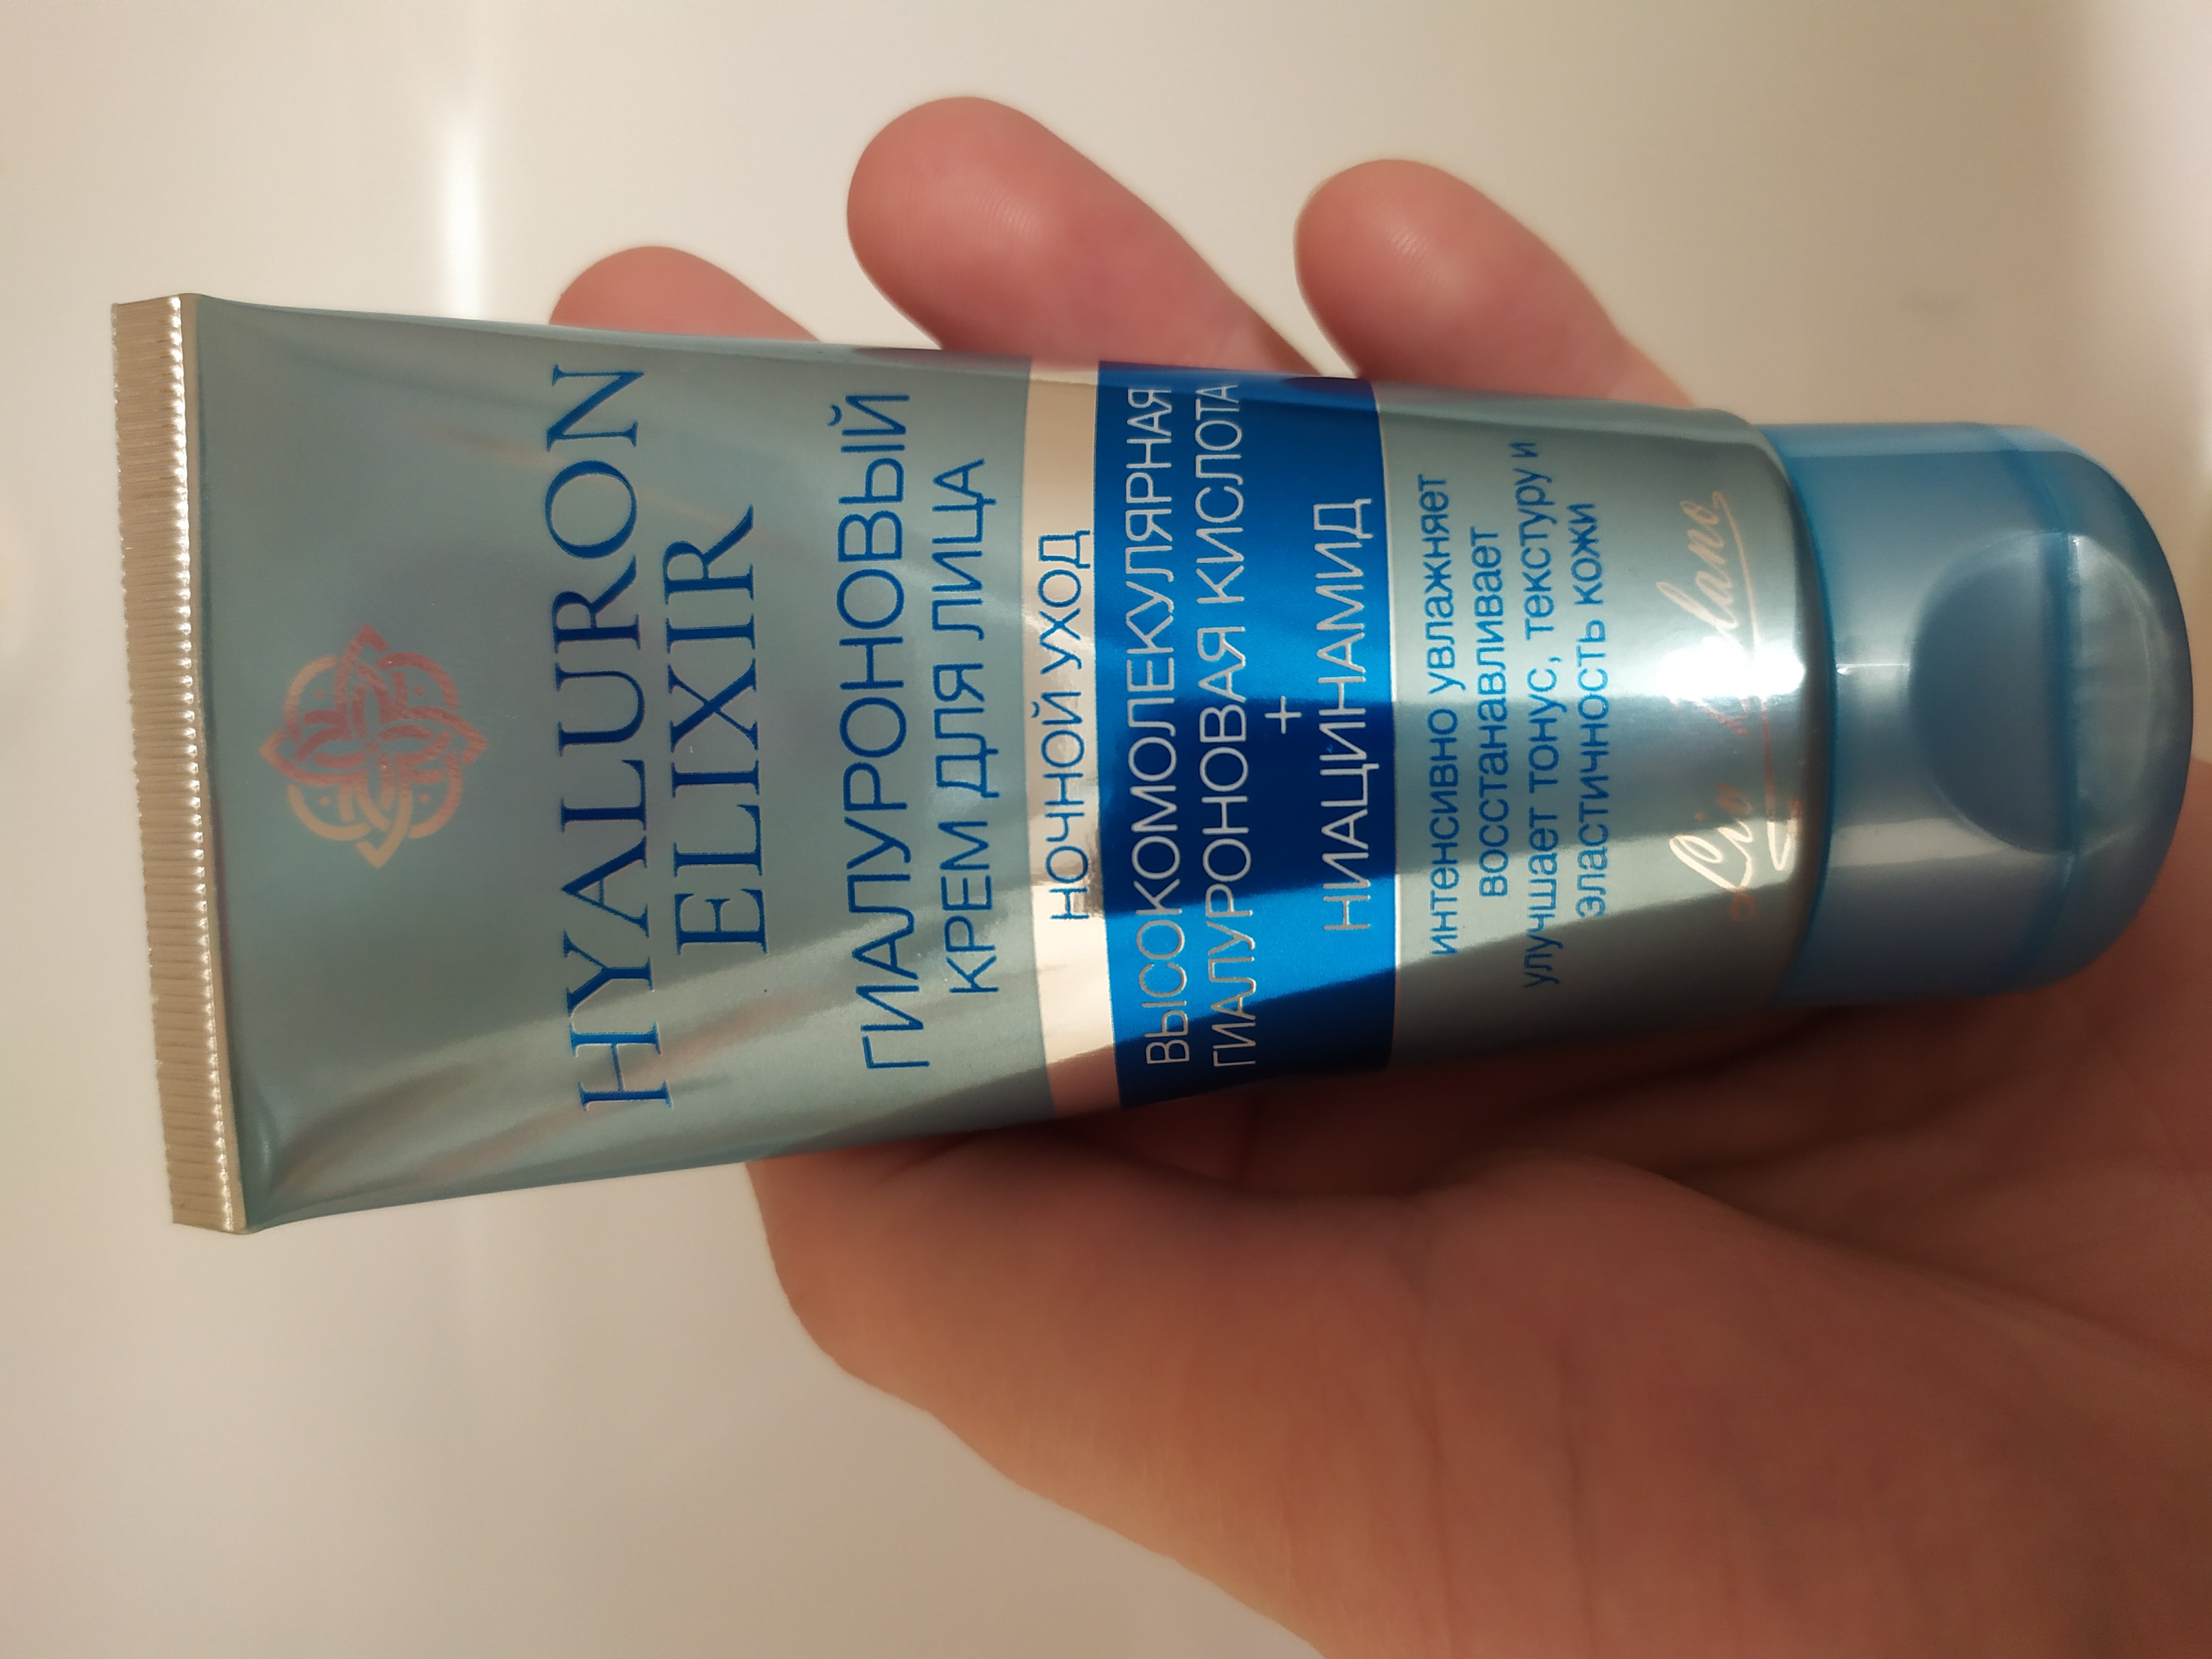 HYALURON
ELIXIR
ГИАЛУРОНОВЫЙ
КРЕМ ДЛЯ ЛИЦА
НОЧНОЙ УХОД
ВЫСОКОМОЛЕКУЛЯРНАЯ
ГИАЛУРОНОВАЯ КИСЛОТА
+
НИАЦИНАМИД
интенсивно увлажняет
восстанавливает
улучшает тонус, текстуру и
эластичность кожи
Liv